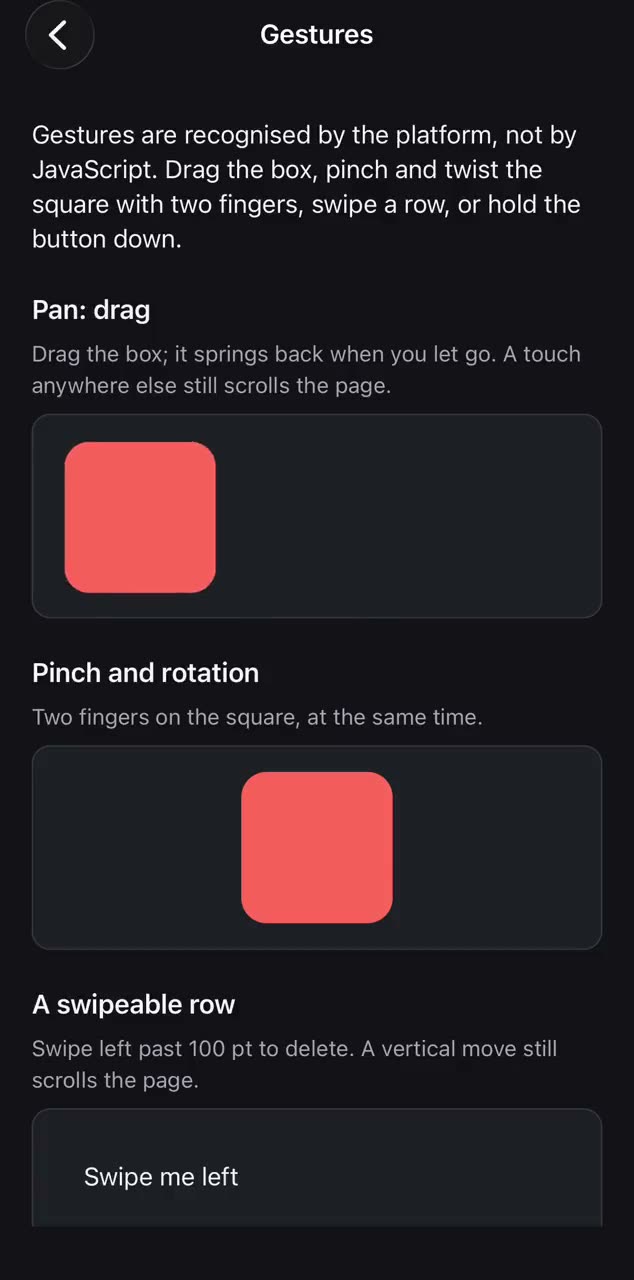 Gestures
Gestures are recognised by the platform, not by
JavaScript. Drag the box, pinch and twist the
square with two fingers, swipe a row, or hold the
button down.
Pan: drag
Drag the box; it springs back when you let go. A touch
anywhere else still scrolls the page.
Pinch and rotation
Two fingers on the square, at the same time.
A swipeable row
Swipe left past 100 pt to delete. A vertical move still
scrolls the page.
Swipe me left